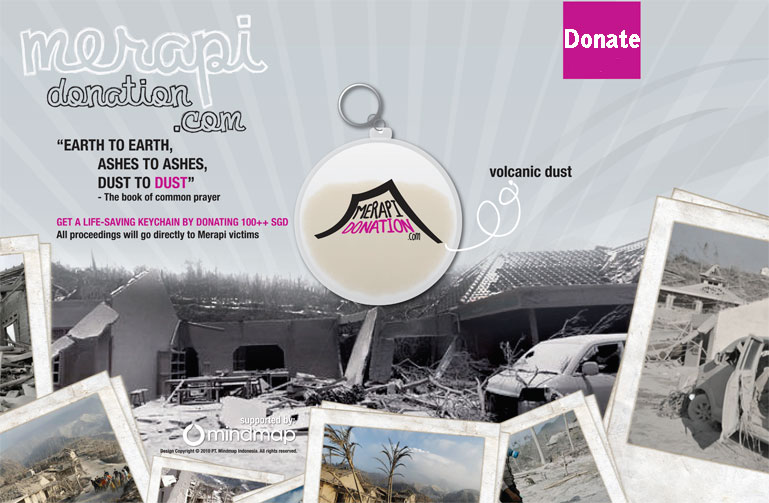 merapi
donation
.com
Donate
“EARTH TO EARTH,
ASHES TO ASHES,
DUST TO DUST”
- The book of common prayer
GET A LIFE-SAVING KEYCHAIN BY DONATING 100++ SGD
All proceedings will go directly to Merapi victims
MERAPI
DONATION
.com
volcanic dust
supported by:
mindmap
Design Copyright © 2010 PT. Mindmap Indonesia. All rights reserved.